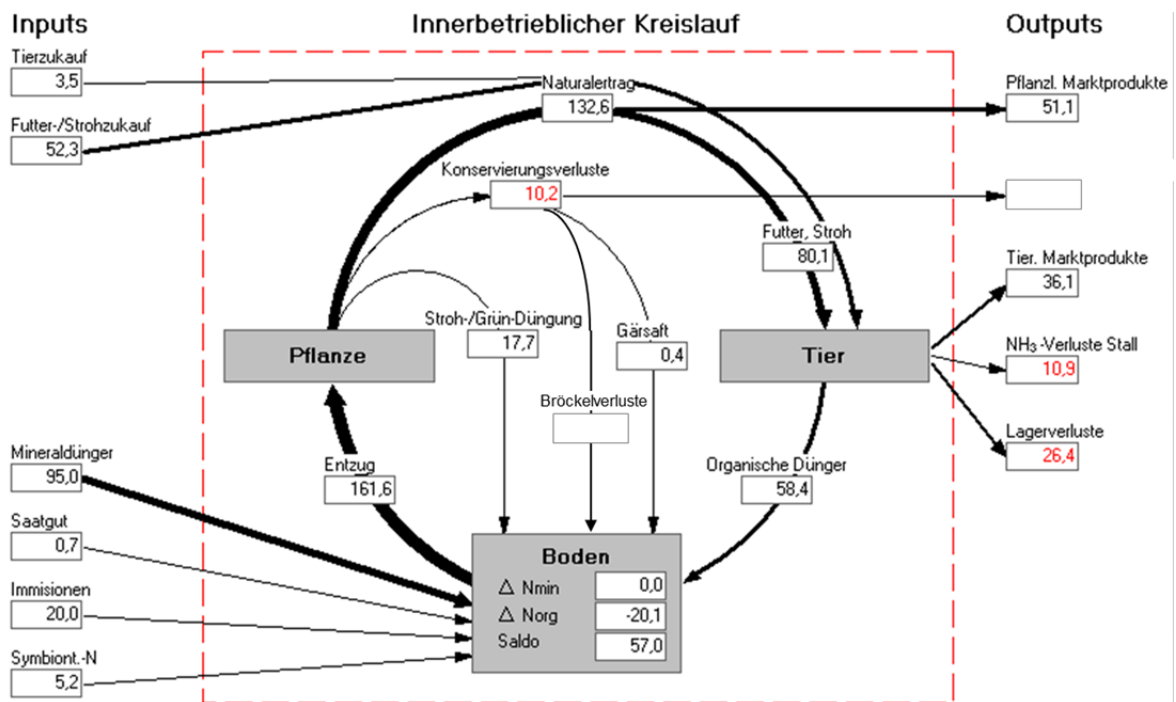 Inputs
Innerbetrieblicher Kreislauf
Outputs
Tierzukauf
3,5
Naturalertrag
132,6
Pflanzl. Marktprodukte
51,1
Futter-/Strohzukauf
52,3
Konservierungsverluste
10,2
Futter, Stroh
80,1
Tier. Marktprodukte
36,1
Stroh-/Grün-Düngung
17,7
Gärsaft
0,4
Pflanze
Tier
NH₃ -Verluste Stall
10,9
Bröckelverluste
Lagerverluste
26,4
Mineraldünger
95,0
Entzug
161,6
Organische Dünger
58,4
Saatgut
0,7
Boden
△ Nmin 0,0
△ Norg -20,1
Saldo 57,0
Immisionen
20,0
Symbiont.-N
5,2